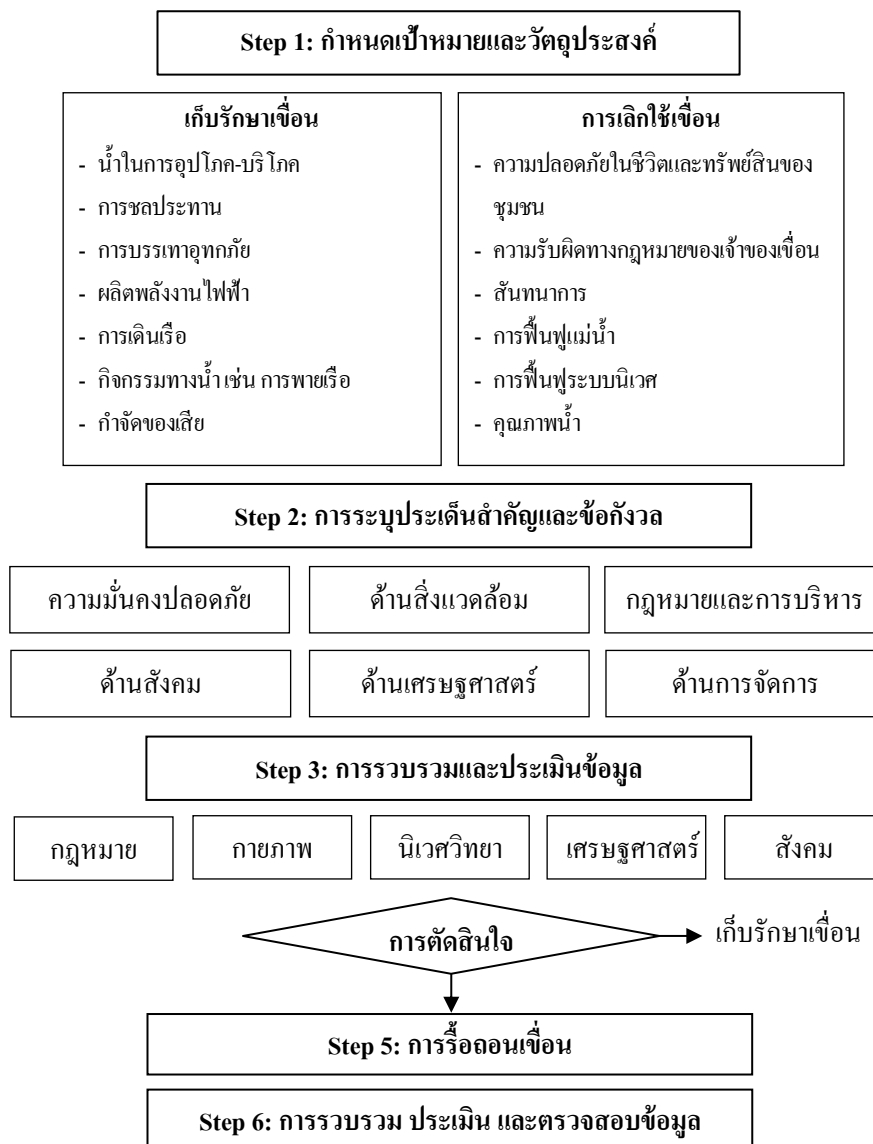 Step 1: กำหนดเป้าหมายและวัตถุประสงค์
เก็บรักษาเขื่อน
- น้ำในการอุปโภค-บริโภค
- การชลประทาน
- การบรรเทาอุทกภัย
- ผลิตพลังงานไฟฟ้า
- การเดินเรือ
- กิจกรรมทางน้ำ เช่น การพายเรือ
- กำจัดของเสีย
การเลิกใช้เขื่อน
- ความปลอดภัยในชีวิตและทรัพย์สินของ
ชุมชน
- ความรับผิดทางกฎหมายของเจ้าของเขื่อน
- สันทนาการ
- การฟื้นฟูแม่น้ำ
- การฟื้นฟูระบบนิเวศ
- คุณภาพน้ำ
Step 2: การระบุประเด็นสำคัญและข้อกังวล
ความมั่นคงปลอดภัย
ด้านสิ่งแวดล้อม
กฎหมายและการบริหาร
ด้านสังคม
ด้านเศรษฐศาสตร์
ด้านการจัดการ
Step 3: การรวบรวมและประเมินข้อมูล
กฎหมาย
กายภาพ
นิเวศวิทยา
เศรษฐศาสตร์
สังคม
การตัดสินใจ
เก็บรักษาเขื่อน
Step 5: การรื้อถอนเขื่อน
Step 6: การรวบรวม ประเมิน และตรวจสอบข้อมูล